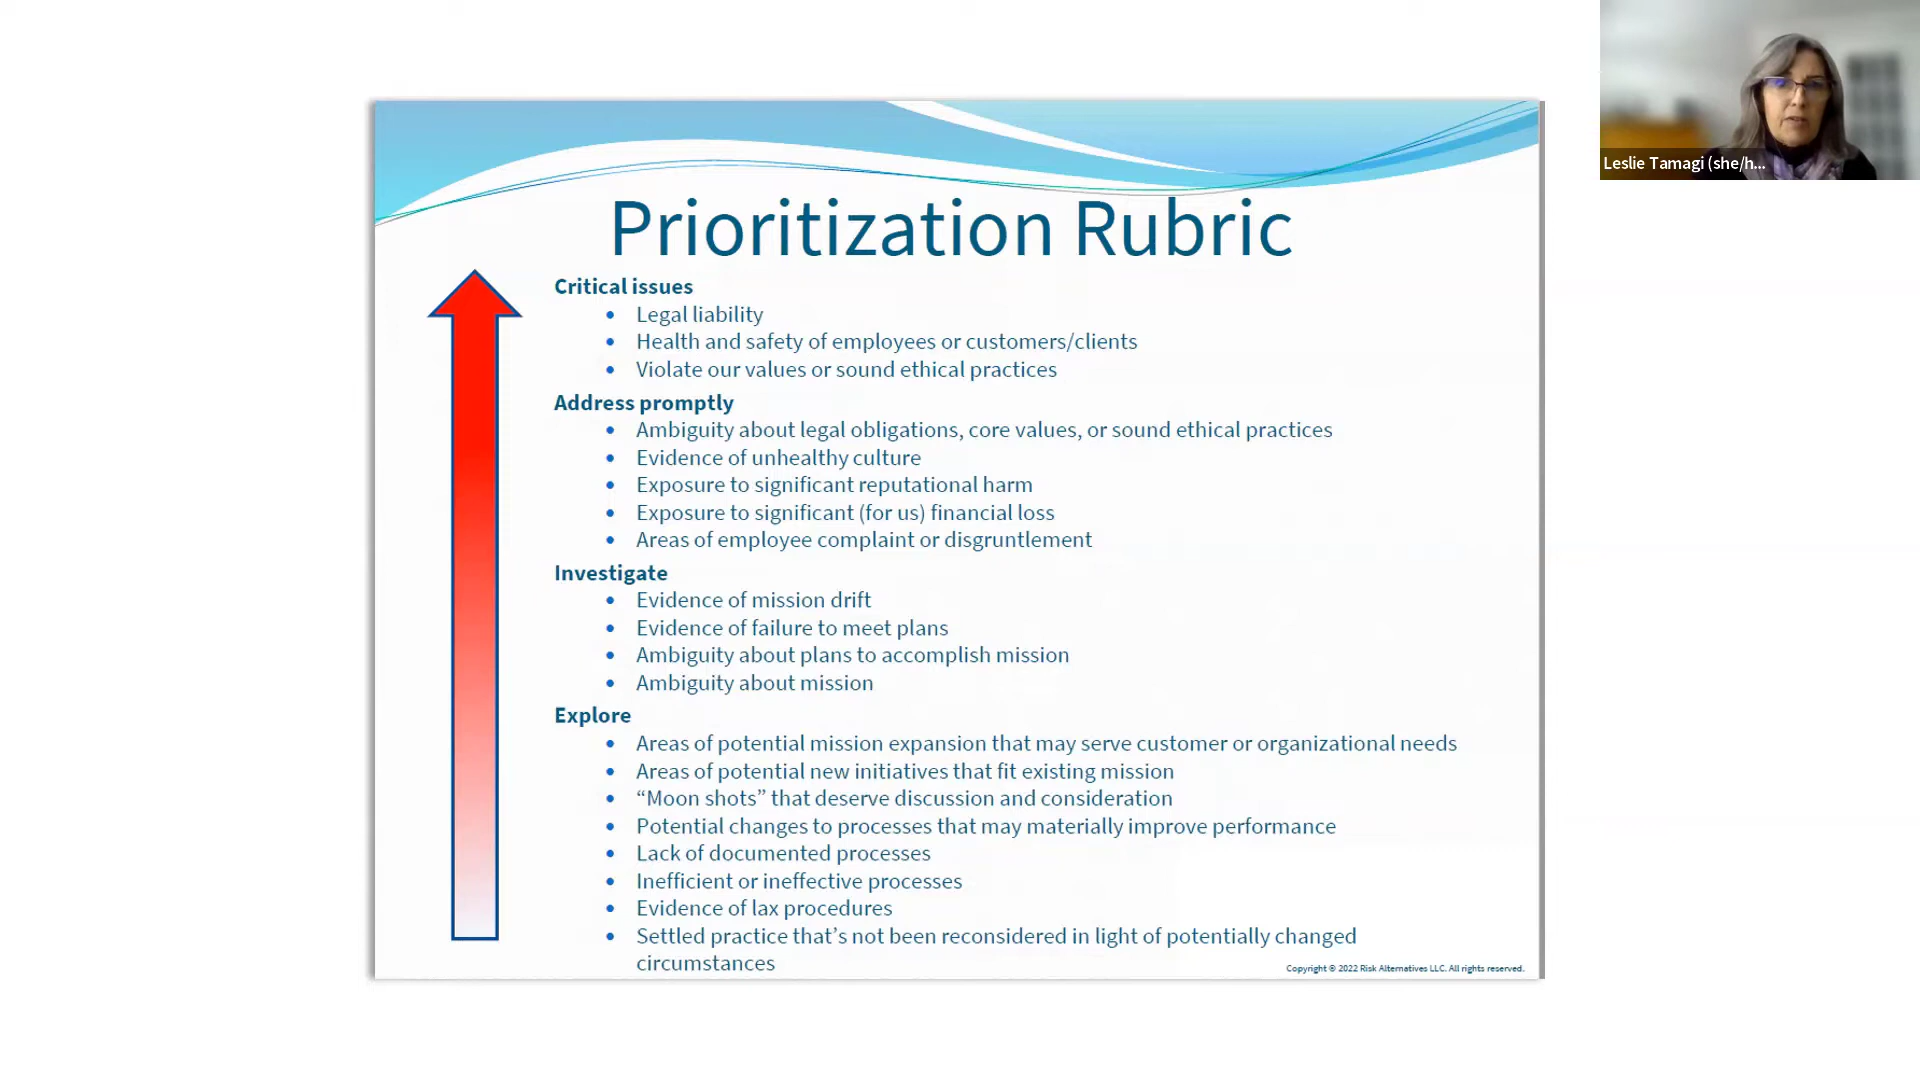 Leslie Tamagi (she/h...
Prioritization Rubric
Critical issues
• Legal liability
• Health and safety of employees or customers/clients
• Violate our values or sound ethical practices
Address promptly
• Ambiguity about legal obligations, core values, or sound ethical practices
• Evidence of unhealthy culture
• Exposure to significant reputational harm
• Exposure to significant (for us) financial loss
• Areas of employee complaint or disgruntlement
Investigate
• Evidence of mission drift
• Evidence of failure to meet plans
• Ambiguity about plans to accomplish mission
• Ambiguity about mission
Explore
• Areas of potential mission expansion that may serve customer or organizational needs
• Areas of potential new initiatives that fit existing mission
• “Moon shots” that deserve discussion and consideration
• Potential changes to processes that may materially improve performance
• Lack of documented processes
• Inefficient or ineffective processes
• Evidence of lax procedures
• Settled practice that’s not been reconsidered in light of potentially changed
circumstances
Copyright © 2022 Risk Alternatives LLC. All rights reserved.